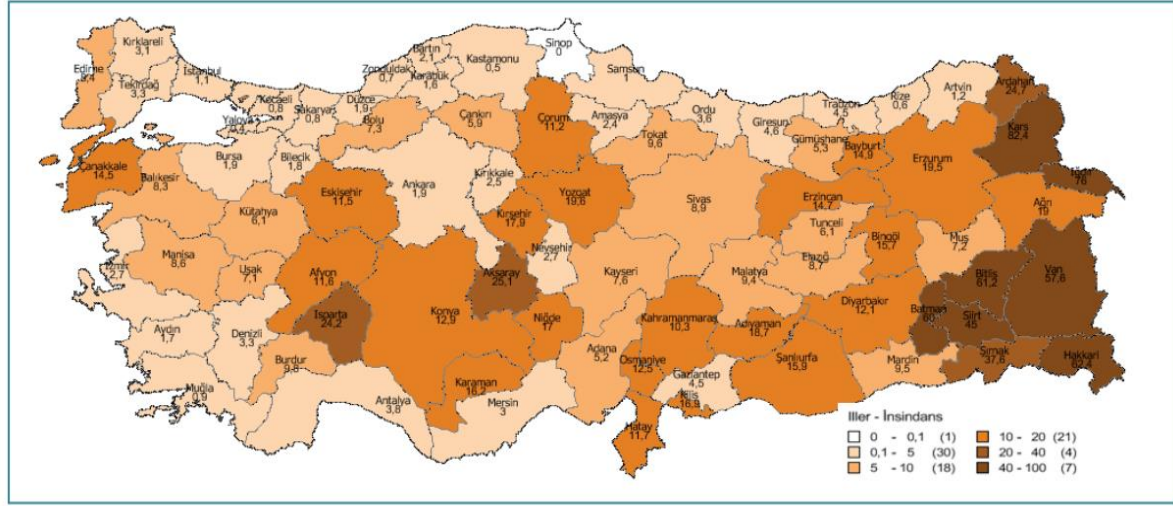 Kırklareli
3,1
Edirne
Tekirdağ
3,3
İstanbul
1,1
Kocaeli
0,8
Sakarya
0,8
Yalova
Düzce
1,9
Bolu
7,3
Zonguldak
0,7
Bartın
2,1
Karabük
1,6
Kastamonu
0,5
Sinop
0
Samsun
1
Çankırı
5,9
Çorum
11,2
Amasya
2,4
Tokat
9,6
Ordu
3,6
Giresun
4,6
Trabzon
4,5
Rize
0,6
Artvin
1,2
Ardahan
24,7
Kars
82,4
Iğdır
76
Gümüşhane
5,3
Bayburt
14,9
Erzurum
19,5
Ağrı
19
Çanakkale
14,5
Balıkesir
8,3
Bursa
1,9
Bilecik
1,8
Eskişehir
11,5
Kütahya
6,1
Ankara
1,9
Kırıkkale
2,5
Yozgat
19,6
Kırşehir
17,9
Nevşehir
2,7
Sivas
8,9
Erzincan
14,7
Tunceli
6,1
Bingöl
15,7
Muş
7,2
Elazığ
8,7
Bitlis
61,2
Van
57,6
İzmir
2,7
Manisa
8,6
Uşak
7,1
Afyon
11,6
Isparta
24,2
Konya
12,9
Aksaray
25,1
Niğde
17
Kayseri
7,6
Malatya
9,4
Kahramanmaraş
10,3
Adıyaman
18,7
Diyarbakır
12,1
Batman
60
Siirt
45
Şırnak
37,6
Hakkari
62,4
Mardin
9,5
Şanlıurfa
15,9
Gaziantep
4,5
Kilis
16,9
Osmaniye
12,5
Hatay
11,7
Adana
5,2
Mersin
3
Karaman
16,2
Antalya
3,8
Burdur
9,8
Denizli
3,3
Aydın
1,7
Muğla
0,9
Iller - İnsindans
0 - 0,1 (1)
0,1 - 5 (30)
5 - 10 (18)
10 - 20 (21)
20 - 40 (4)
40 - 100 (7)